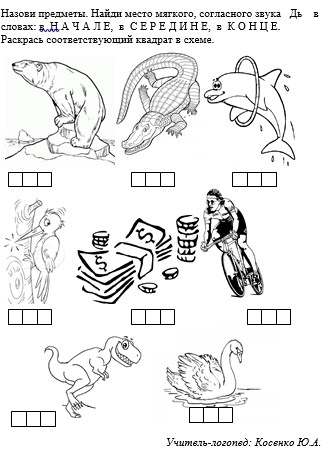 Назови предметы. Найди место мягкого, согласного звука Дь в
словах: в Н А Ч А Л Е, в С Е Р Е Д И Н Е, в К О Н Ц Е.
Раскрась соответствующий квадрат в схеме.
Учитель-логопед: Косенко Ю.А.